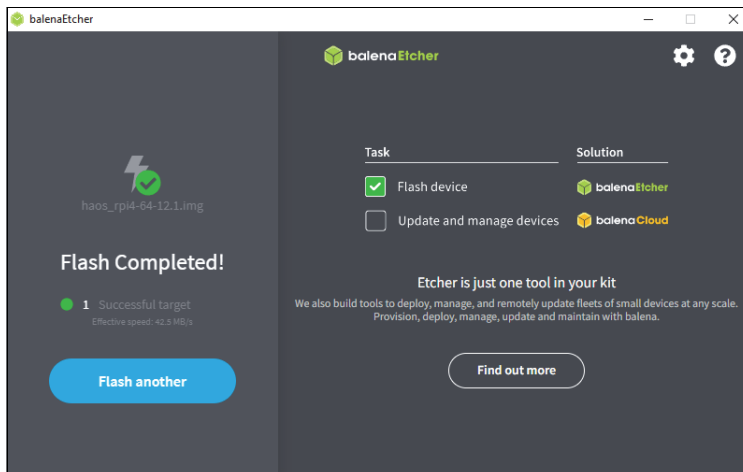 balenaEtcher
balenaEtcher
Task Solution
Flash device balenaEtcher
Update and manage devices balenaCloud
haos_rpi4-64-12.1.img
Flash Completed!
1 Successful target
Effective speed: 42.5 MB/s
Flash another
Etcher is just one tool in your kit
We also build tools to deploy, manage, and remotely update fleets of small devices at any scale.
Provision, deploy, manage, update and maintain with balena.
Find out more